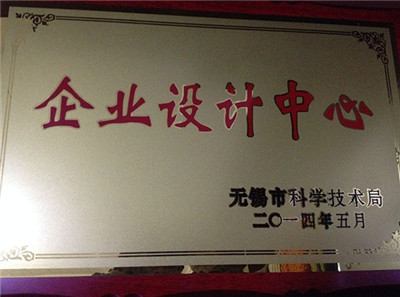 企业设计中心
无锡市科学技术局
二〇一四年五月